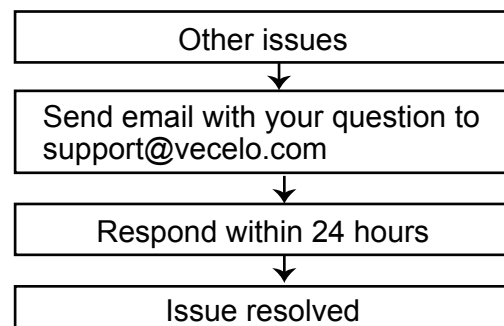 Other issues
Send email with your question to
support@vecelo.com
Respond within 24 hours
Issue resolved